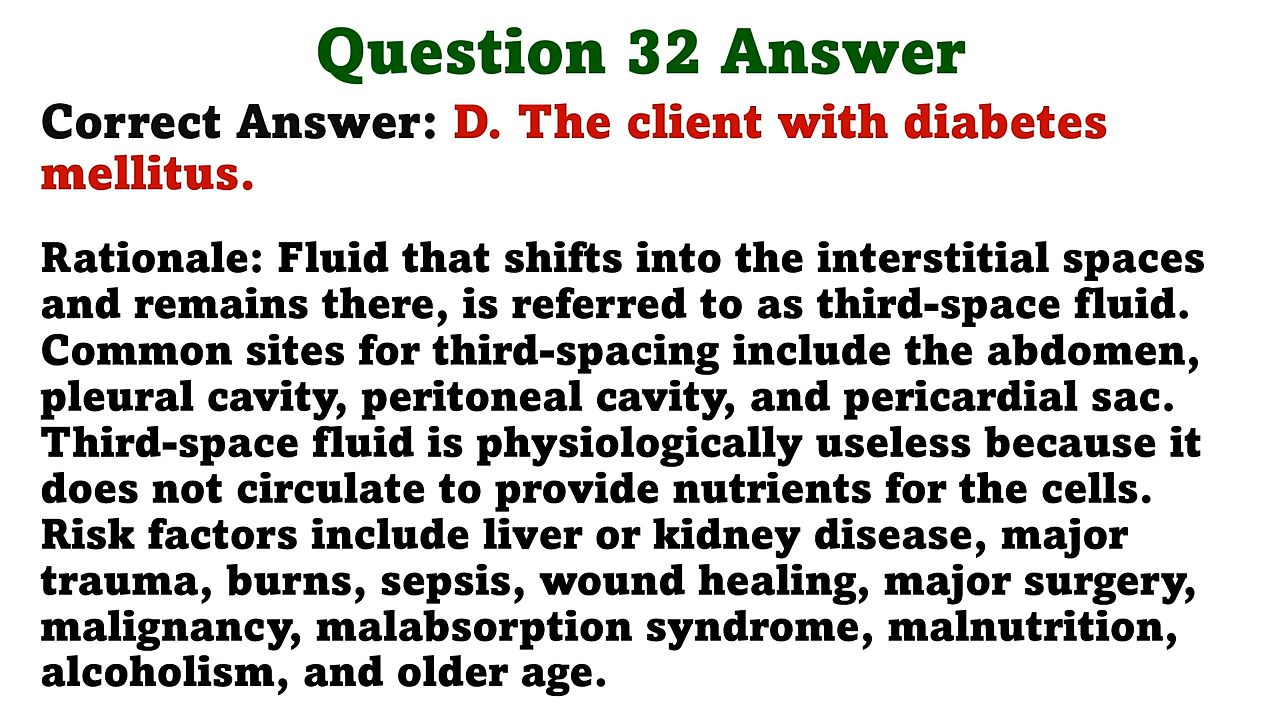 Question 32 Answer
Correct Answer: D. The client with diabetes
mellitus.
Rationale: Fluid that shifts into the interstitial spaces
and remains there, is referred to as third-space fluid.
Common sites for third-spacing include the abdomen,
pleural cavity, peritoneal cavity, and pericardial sac.
Third-space fluid is physiologically useless because it
does not circulate to provide nutrients for the cells.
Risk factors include liver or kidney disease, major
trauma, burns, sepsis, wound healing, major surgery,
malignancy, malabsorption syndrome, malnutrition,
alcoholism, and older age.